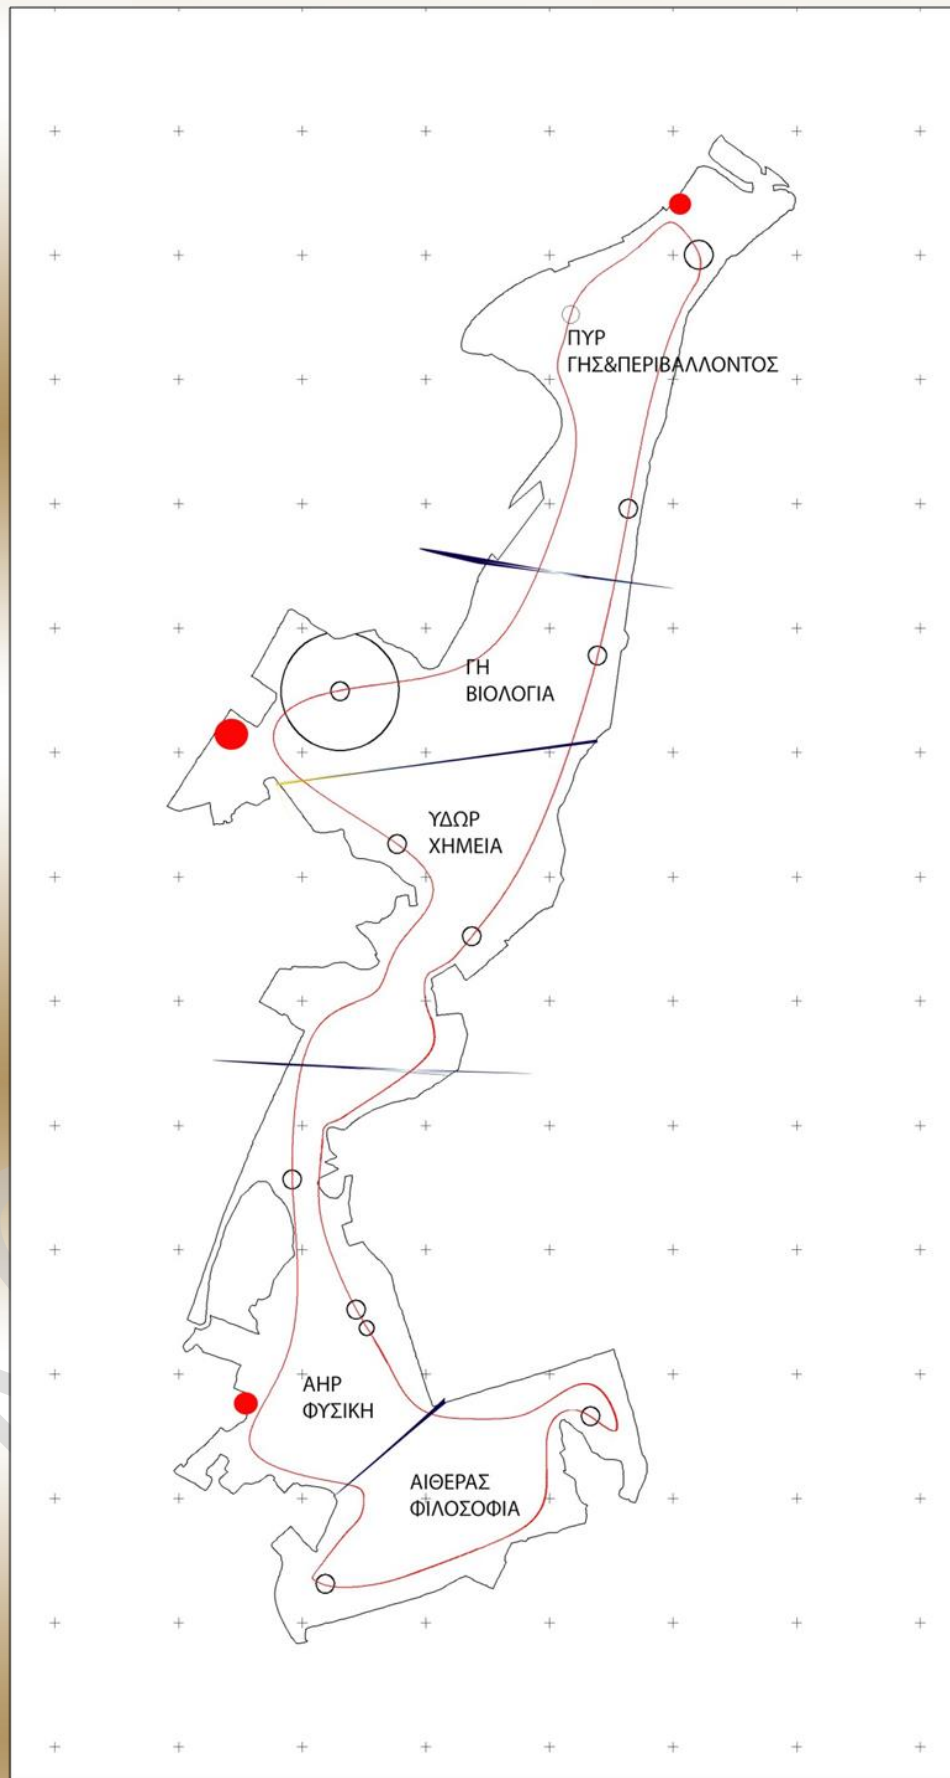 ΠΥΡ
ΓΗΣ&ΠΕΡΙΒΑΛΛΟΝΤΟΣ
ΓΗ
ΒΙΟΛΟΓΙΑ
ΥΔΩΡ
ΧΗΜΕΙΑ
ΑΗΡ
ΦΥΣΙΚΗ
ΑΙΘΕΡΑΣ
ΦΙΛΟΣΟΦΙΑ